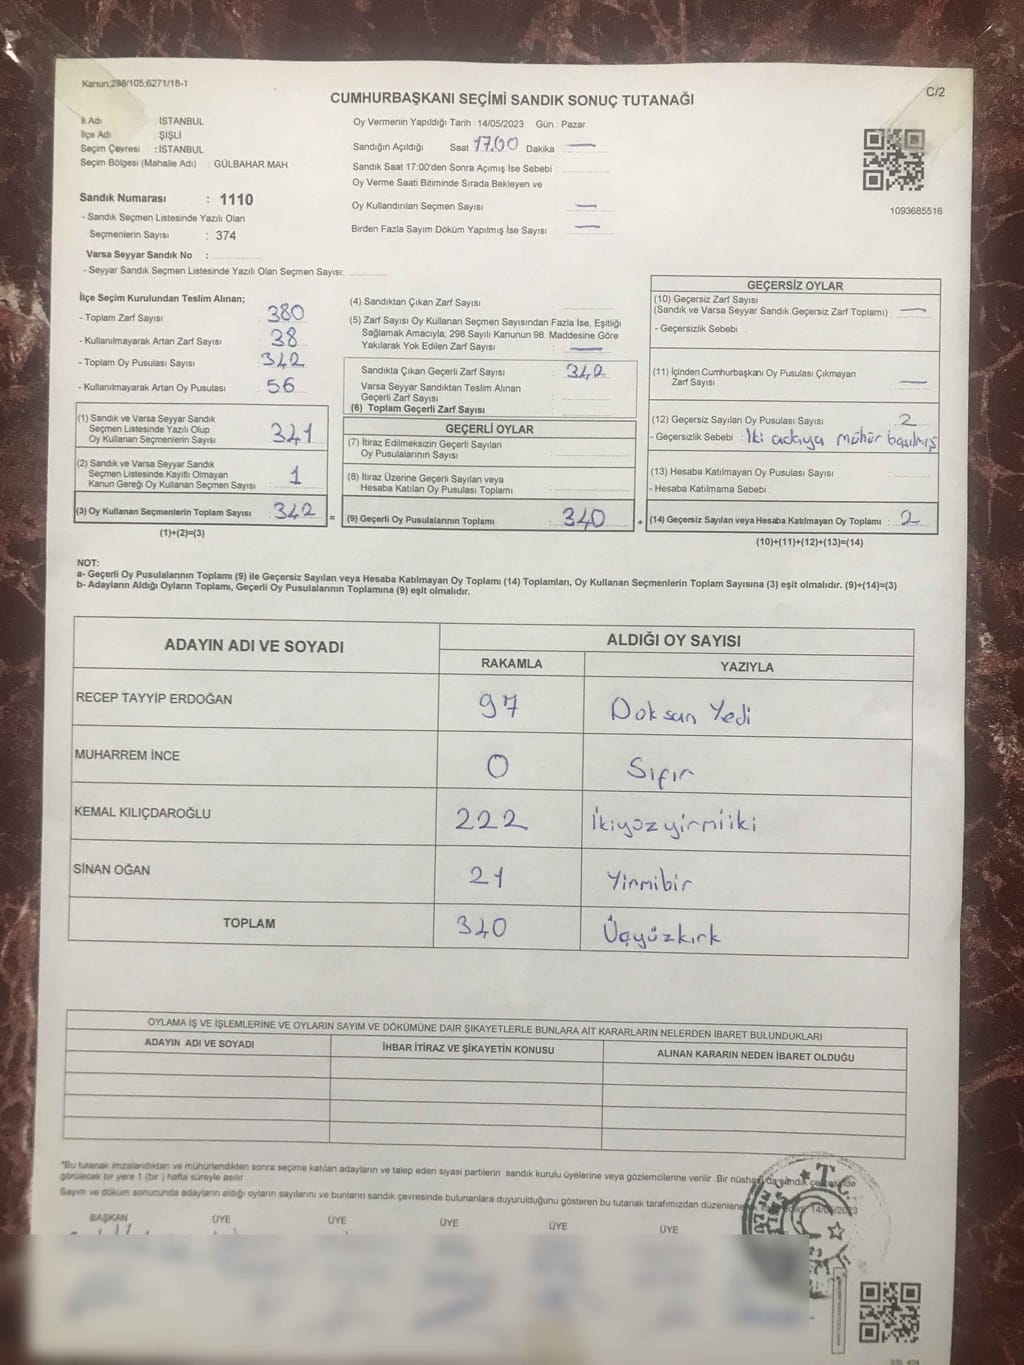 Kanun,298/105,6271/18-1
C/2
CUMHURBAŞKANI SEÇİMİ SANDIK SONUÇ TUTANAĞI
İl Adı : İSTANBUL
İlçe Adı : ŞİŞLİ
Seçim Çevresi : İSTANBUL
Seçim Bölgesi (Mahalle Adı) : GÜLBAHAR MAH
Sandık Numarası : 1110
- Sandık Seçmen Listesinde Yazılı Olan
Seçmenlerin Sayısı : 374
Varsa Seyyar Sandık No :
- Seyyar Sandık Seçmen Listesinde Yazılı Olan Seçmen Sayısı:
Oy Vermenin Yapıldığı Tarih : 14/05/2023 Gün : Pazar
Sandığın Açıldığı Saat 17.00 Dakika : —
Sandık Saat 17:00'den Sonra Açımış İse Sebebi :
Oy Verme Saati Bitiminde Sırada Bekleyen ve
Oy Kullandırılan Seçmen Sayısı : —
Birden Fazla Sayım Döküm Yapılmış İse Sayısı : —
1093685516
İlçe Seçim Kurulundan Teslim Alınan;
- Toplam Zarf Sayısı : 380
- Kullanılmayarak Artan Zarf Sayısı : 38
- Toplam Oy Pusulası Sayısı : 342
- Kullanılmayarak Artan Oy Pusulası : 56
(1) Sandık ve Varsa Seyyar Sandık
Seçmen Listesinde Yazılı Olup
Oy Kullanan Seçmenlerin Sayısı : 341
(2) Sandık ve Varsa Seyyar Sandık
Seçmen Listesinde Kayıtlı Olmayan
Kanun Gereği Oy Kullanan Seçmen Sayısı : 1
(3) Oy Kullanan Seçmenlerin Toplam Sayısı : 342 =
(1)+(2)=(3)
(4) Sandıktan Çıkan Zarf Sayısı :
(5) Zarf Sayısı Oy Kullanan Seçmen Sayısından Fazla İse, Eşitliği
Sağlamak Amacıyla; 298 Sayılı Kanunun 98. Maddesine Göre
Yakılarak Yok Edilen Zarf Sayısı : —
Sandıkta Çıkan Geçerli Zarf Sayısı : 342
Varsa Seyyar Sandıktan Teslim Alınan
Geçerli Zarf Sayısı :
(6) Toplam Geçerli Zarf Sayısı :
GEÇERLİ OYLAR
(7) İtiraz Edilmeksizin Geçerli Sayılan
Oy Pusulalarının Sayısı :
(8) İtiraz Üzerine Geçerli Sayılan veya
Hesaba Katılan Oy Pusulası Toplamı :
(9) Geçerli Oy Pusulalarının Toplamı : 340 +
GEÇERSİZ OYLAR
(10) Geçersiz Zarf Sayısı
(Sandık ve Varsa Seyyar Sandık Geçersiz Zarf Toplamı) : —
- Geçersizlik Sebebi :
(11) İçinden Cumhurbaşkanı Oy Pusulası Çıkmayan
Zarf Sayısı : —
(12) Geçersiz Sayılan Oy Pusulası Sayısı : 2
- Geçersizlik Sebebi : İki adaya mühür basılmış
(13) Hesaba Katılmayan Oy Pusulası Sayısı :
- Hesaba Katılmama Sebebi :
(14) Geçersiz Sayılan veya Hesaba Katılmayan Oy Toplamı : 2
(10)+(11)+(12)+(13)=(14)
NOT:
a- Geçerli Oy Pusulalarının Toplamı (9) ile Geçersiz Sayılan veya Hesaba Katılmayan Oy Toplamı (14) Toplamları, Oy Kullanan Seçmenlerin Toplam Sayısına (3) eşit olmalıdır. (9)+(14)=(3)
b- Adayların Aldığı Oyların Toplamı, Geçerli Oy Pusulalarının Toplamına (9) eşit olmalıdır.
ADAYIN ADI VE SOYADI
ALDIĞI OY SAYISI
RAKAMLA YAZIYLA
RECEP TAYYİP ERDOĞAN 97 Doksan Yedi
MUHARREM İNCE 0 Sıfır
KEMAL KILIÇDAROĞLU 222 İkiyüzyirmiiki
SİNAN OĞAN 21 Yirmibir
TOPLAM 340 Üçyüzkırk
OYLAMA İŞ VE İŞLEMLERİNE VE OYLARIN SAYIM VE DÖKÜMÜNE DAİR ŞİKAYETLERLE BUNLARA AİT KARARLARIN NELERDEN İBARET BULUNDUKLARI
ADAYIN ADI VE SOYADI İHBAR İTİRAZ VE ŞİKAYETİN KONUSU ALINAN KARARIN NEDEN İBARET OLDUĞU
*Bu tutanak imzalandıktan ve mühürlendikten sonra seçime katılan adayların ve talep eden siyasi partilerin sandık kurulu üyelerine veya gözlemcilerine verilir. Bir nüshası da sandık çevresinde
görülecek bir yere 1 (bir) hafta süreyle asılır.
Sayım ve döküm sonucunda adayların aldığı oyların sayılarını ve bunların sandık çevresinde bulunanlara duyurulduğunu gösteren bu tutanak tarafımızdan 14/05/2023
BAŞKAN ÜYE ÜYE ÜYE ÜYE ÜYE
T.C.